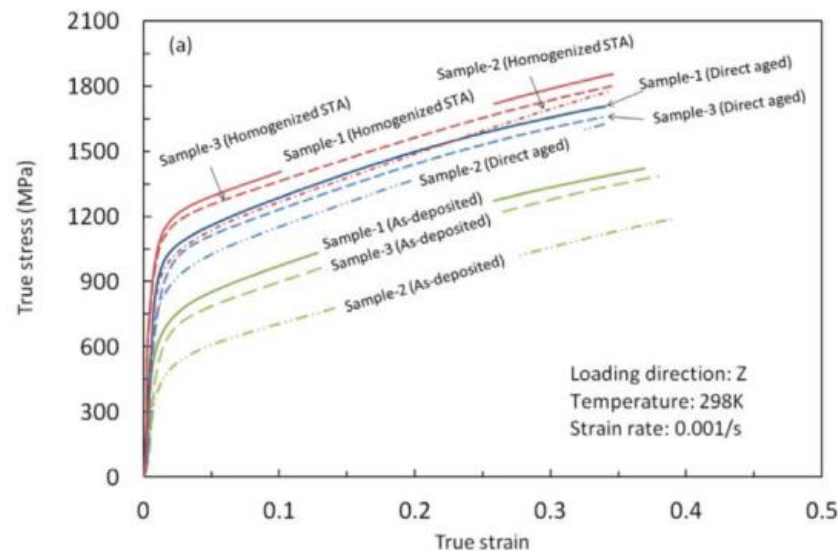 2100
1800
1500
1200
900
600
300
0
True stress (MPa)
(a)
Sample-2 (Homogenized STA)
Sample-1 (Direct aged)
Sample-3 (Direct aged)
Sample-3 (Homogenized STA)
Sample-1 (Homogenized STA)
Sample-2 (Direct aged)
Sample-1 (As-deposited)
Sample-3 (As-deposited)
Sample-2 (As-deposited)
Loading direction: Z
Temperature: 298K
Strain rate: 0.001/s
0 0.1 0.2 0.3 0.4 0.5
True strain